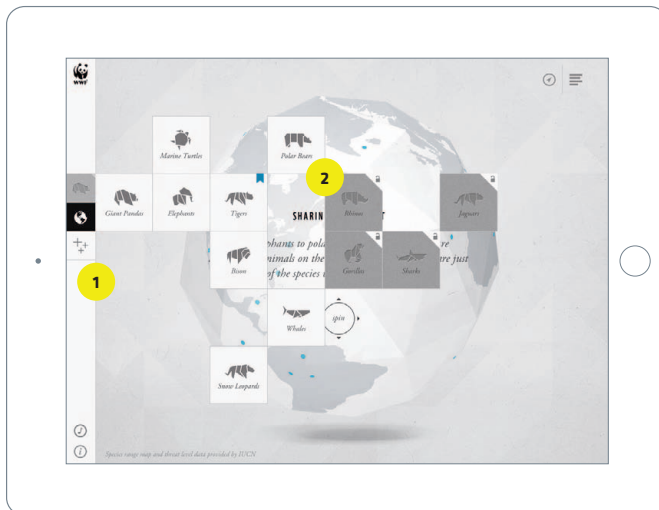 WWF
Marine Turtles
Polar Bears
2
Giant Pandas
Elephants
Tigers
SHARIN
Rhinos
T
Jaguars
phants to pola
re
nimals on the
re just
Bison
of the species
Gorillas
Sharks
1
Whales
spin
Snow Leopards
Species range map and threat level data provided by IUCN